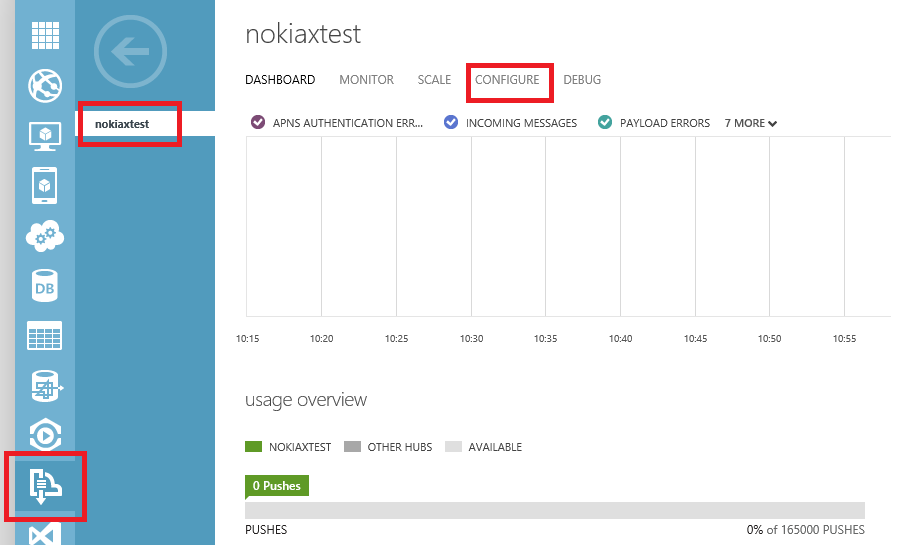 nokiaxtest
DASHBOARD MONITOR SCALE CONFIGURE DEBUG
nokiaxtest
APNS AUTHENTICATION ERR... INCOMING MESSAGES PAYLOAD ERRORS 7 MORE
10:15 10:20 10:25 10:30 10:35 10:40 10:45 10:50 10:55
DB
usage overview
NOKIAXTEST OTHER HUBS AVAILABLE
0 Pushes
PUSHES 0% of 165000 PUSHES